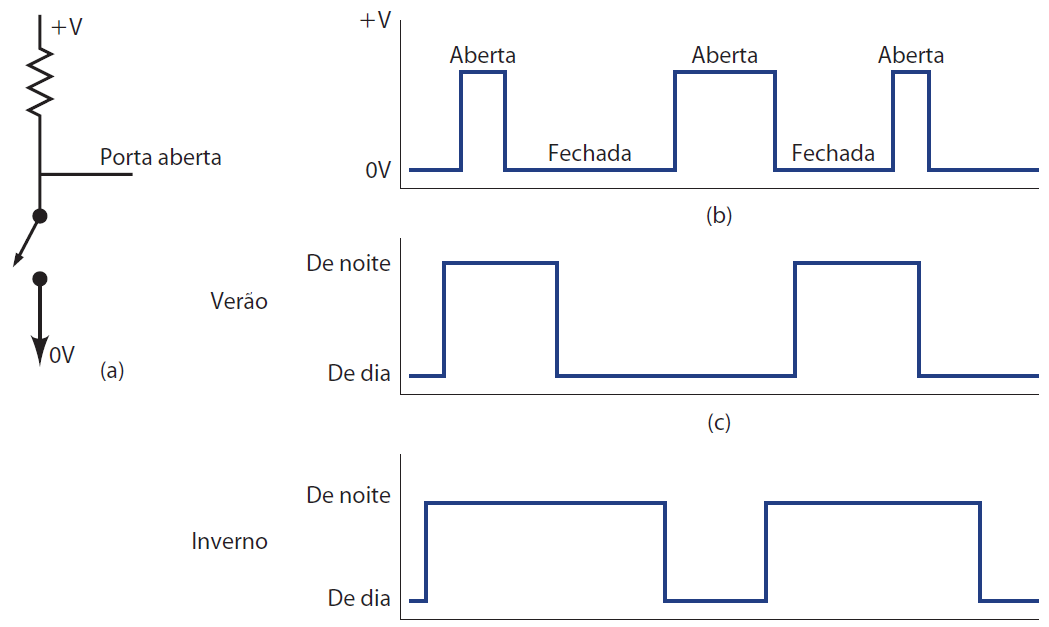 +V
Porta aberta
0V
(a)
+V
Aberta Aberta Aberta
Fechada Fechada
0V
(b)
De noite
Verão
De dia
(c)
De noite
Inverno
De dia